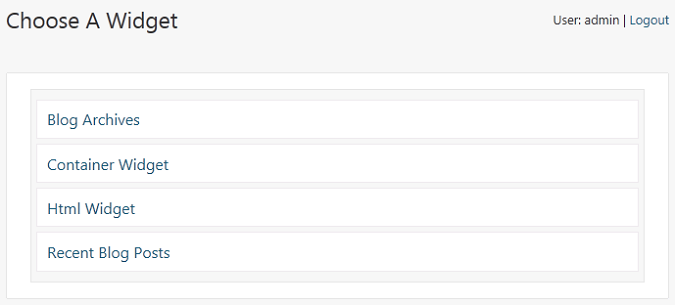 Choose A Widget
User: admin | Logout
Blog Archives
Container Widget
Html Widget
Recent Blog Posts